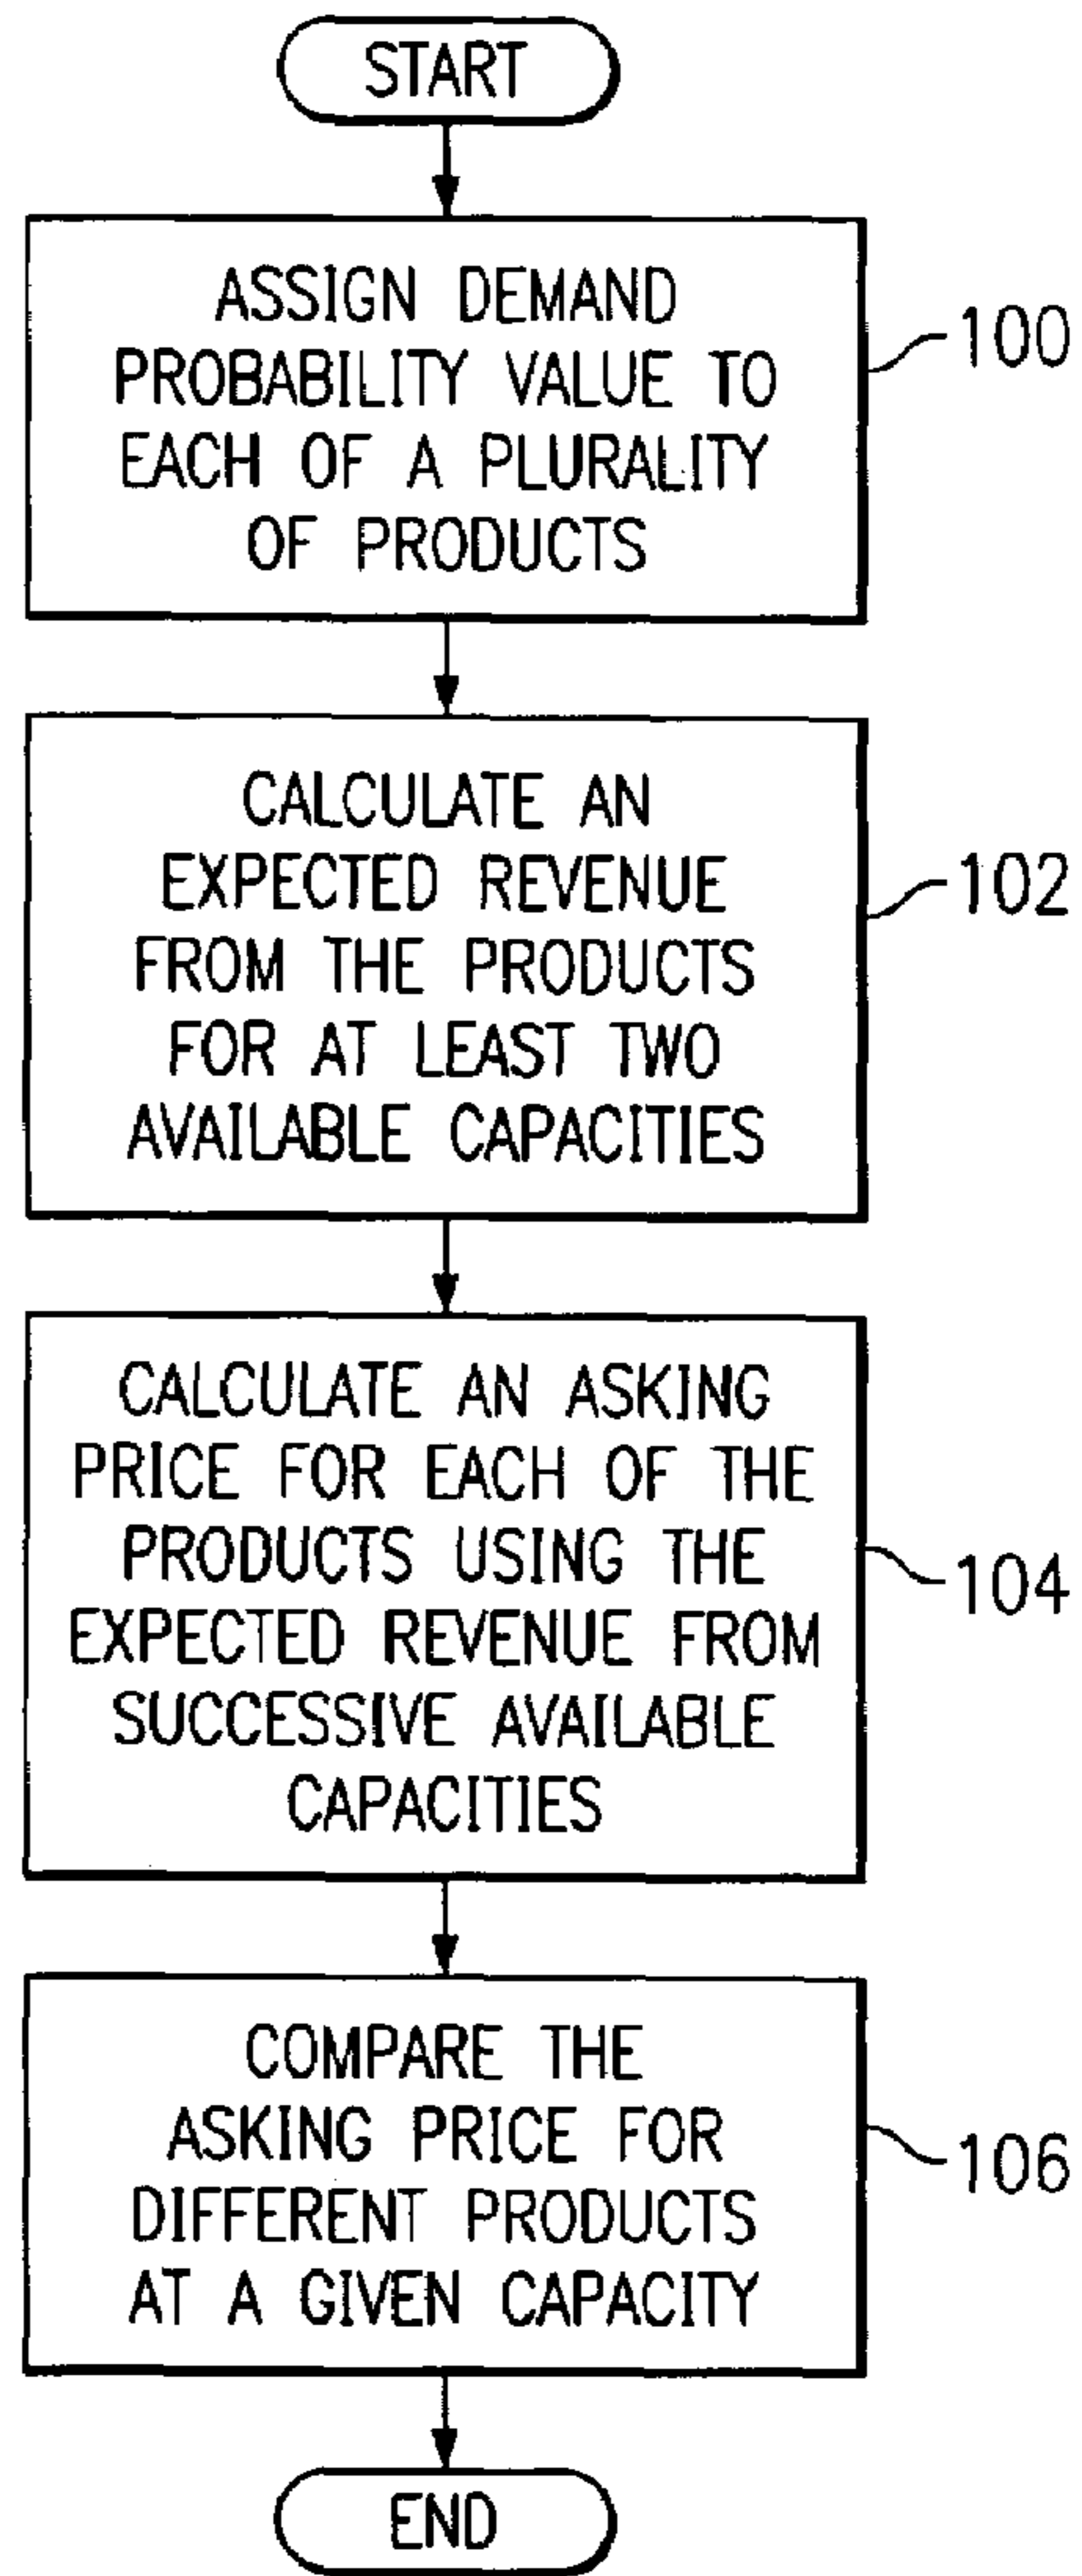 START
ASSIGN DEMAND
PROBABILITY VALUE TO
EACH OF A PLURALITY
OF PRODUCTS
100
CALCULATE AN
EXPECTED REVENUE
FROM THE PRODUCTS
FOR AT LEAST TWO
AVAILABLE CAPACITIES
102
CALCULATE AN ASKING
PRICE FOR EACH OF THE
PRODUCTS USING THE
EXPECTED REVENUE FROM
SUCCESSIVE AVAILABLE
CAPACITIES
104
COMPARE THE
ASKING PRICE FOR
DIFFERENT PRODUCTS
AT A GIVEN CAPACITY
106
END